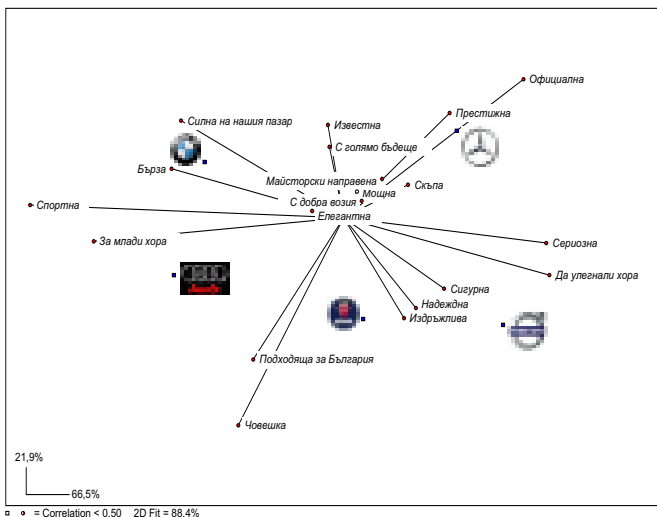 Официална
Престижна
Силна на нашия пазар
Известна
С голямо бъдеще
Бърза
Майсторски направена
Скъпа
Мощна
С добра возия
Спортна
Елегантна
За млади хора
Сериозна
Да улегнали хора
Сигурна
Надеждна
Издръжлива
Подходяща за България
Човешка
21,9%
66,5%
= Correlation < 0.50 2D Fit = 88.4%